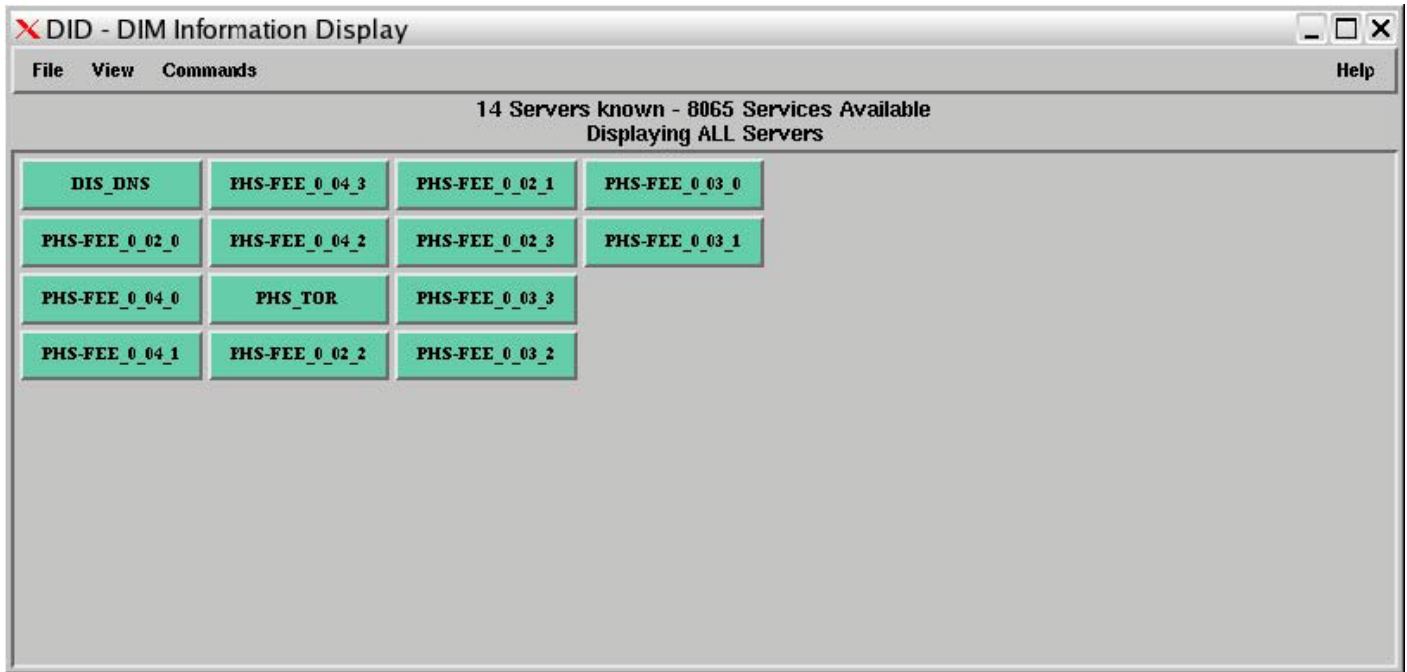 DID - DIM Information Display
File View Commands Help
14 Servers known - 8065 Services Available
Displaying ALL Servers
DIS_DNS PHS-FEE_0_04_3 PHS-FEE_0_02_1 PHS-FEE_0_03_0
PHS-FEE_0_02_0 PHS-FEE_0_04_2 PHS-FEE_0_02_3 PHS-FEE_0_03_1
PHS-FEE_0_04_0 PHS_TOR PHS-FEE_0_03_3
PHS-FEE_0_04_1 PHS-FEE_0_02_2 PHS-FEE_0_03_2